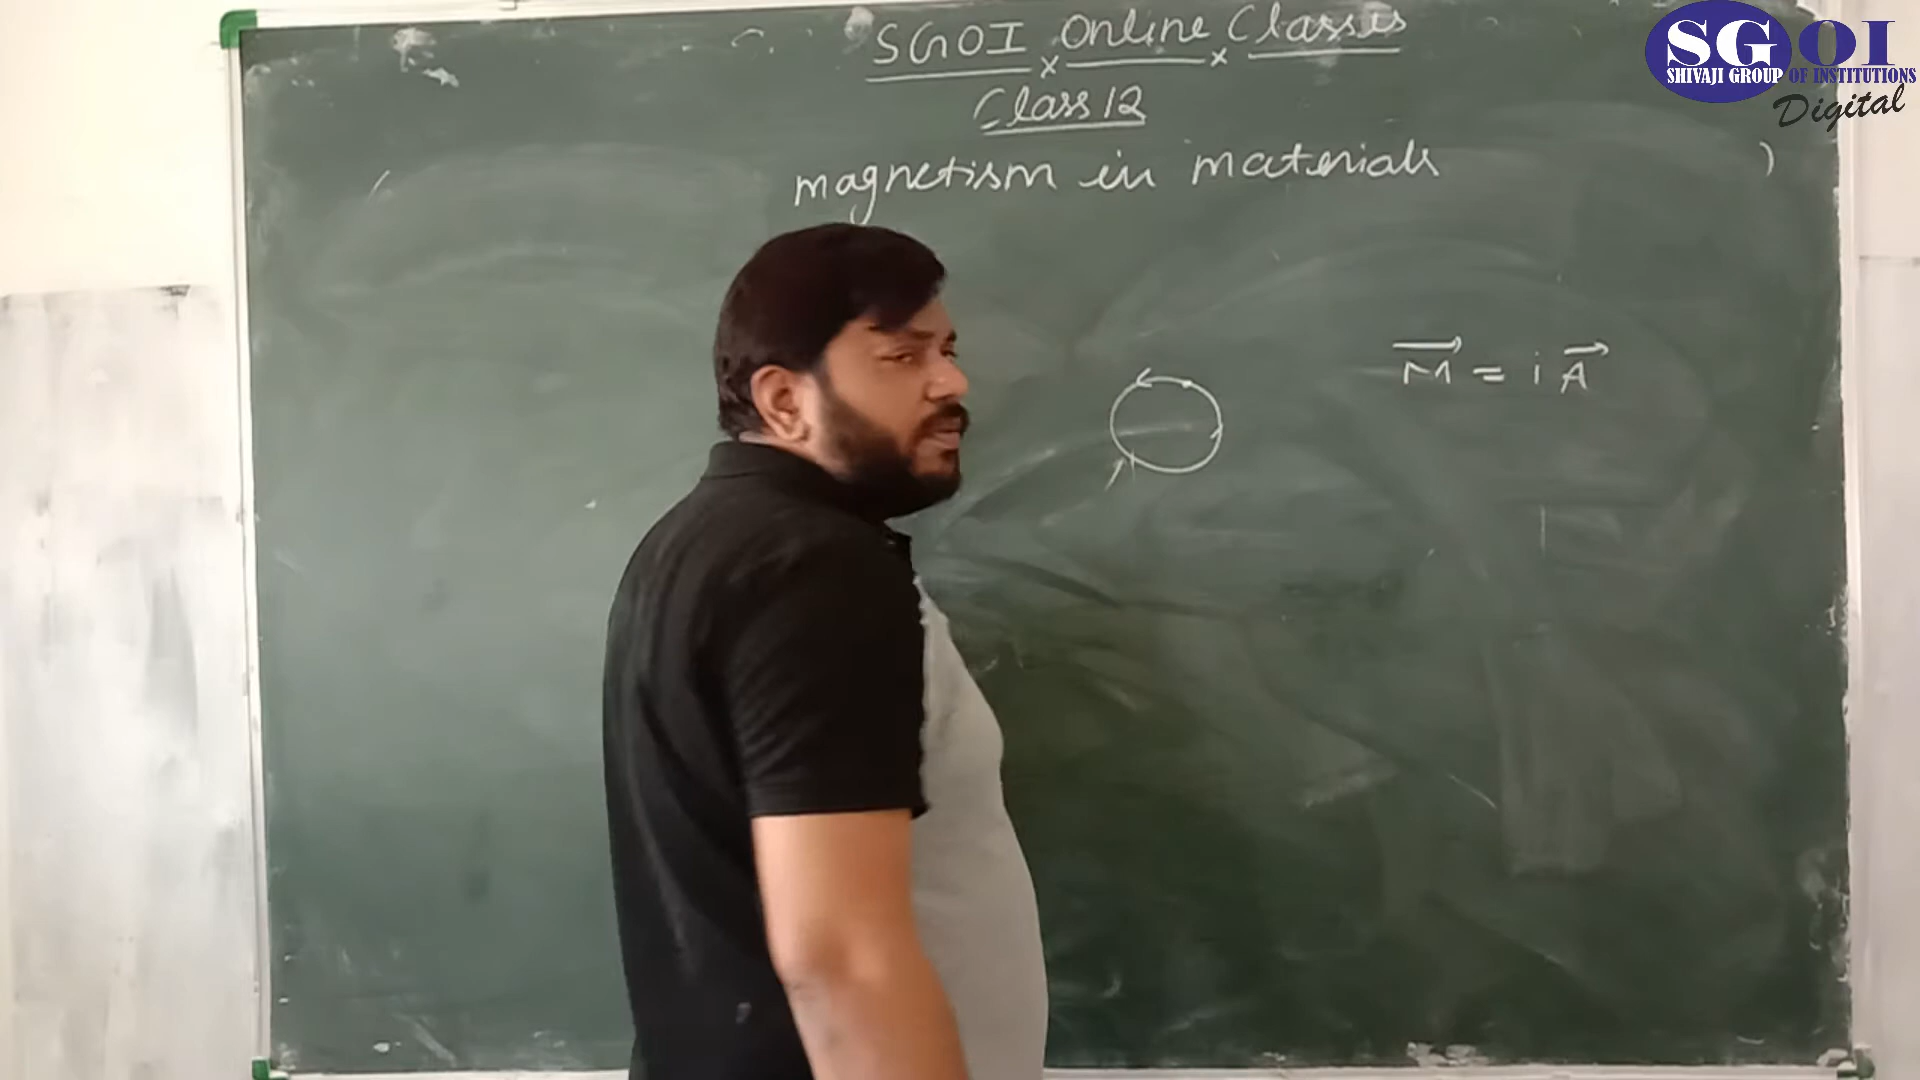 SGOI x Online x Classes
Class 12
magnetism in materials
M = i A
SGOI
SHIVAJI GROUP OF INSTITUTIONS
Digital